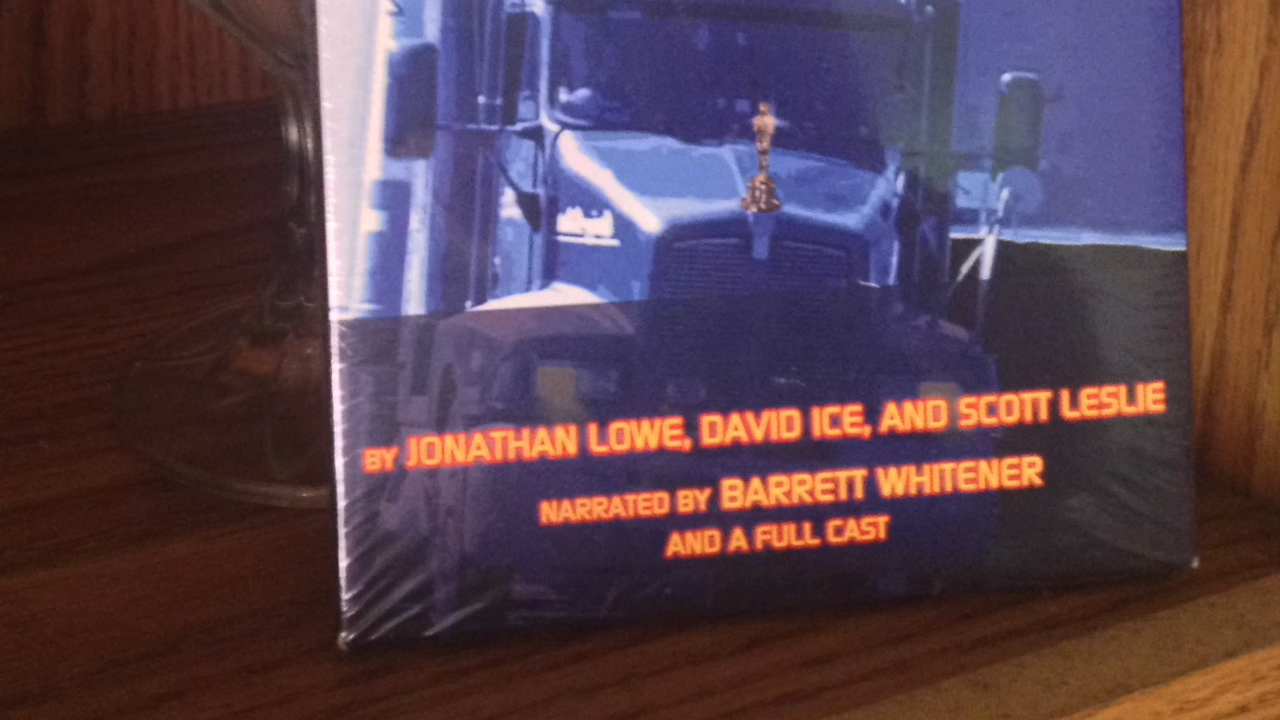 BY JONATHAN LOWE, DAVID ICE, AND SCOTT LESLIE
NARRATED BY BARRETT WHITENER
AND A FULL CAST